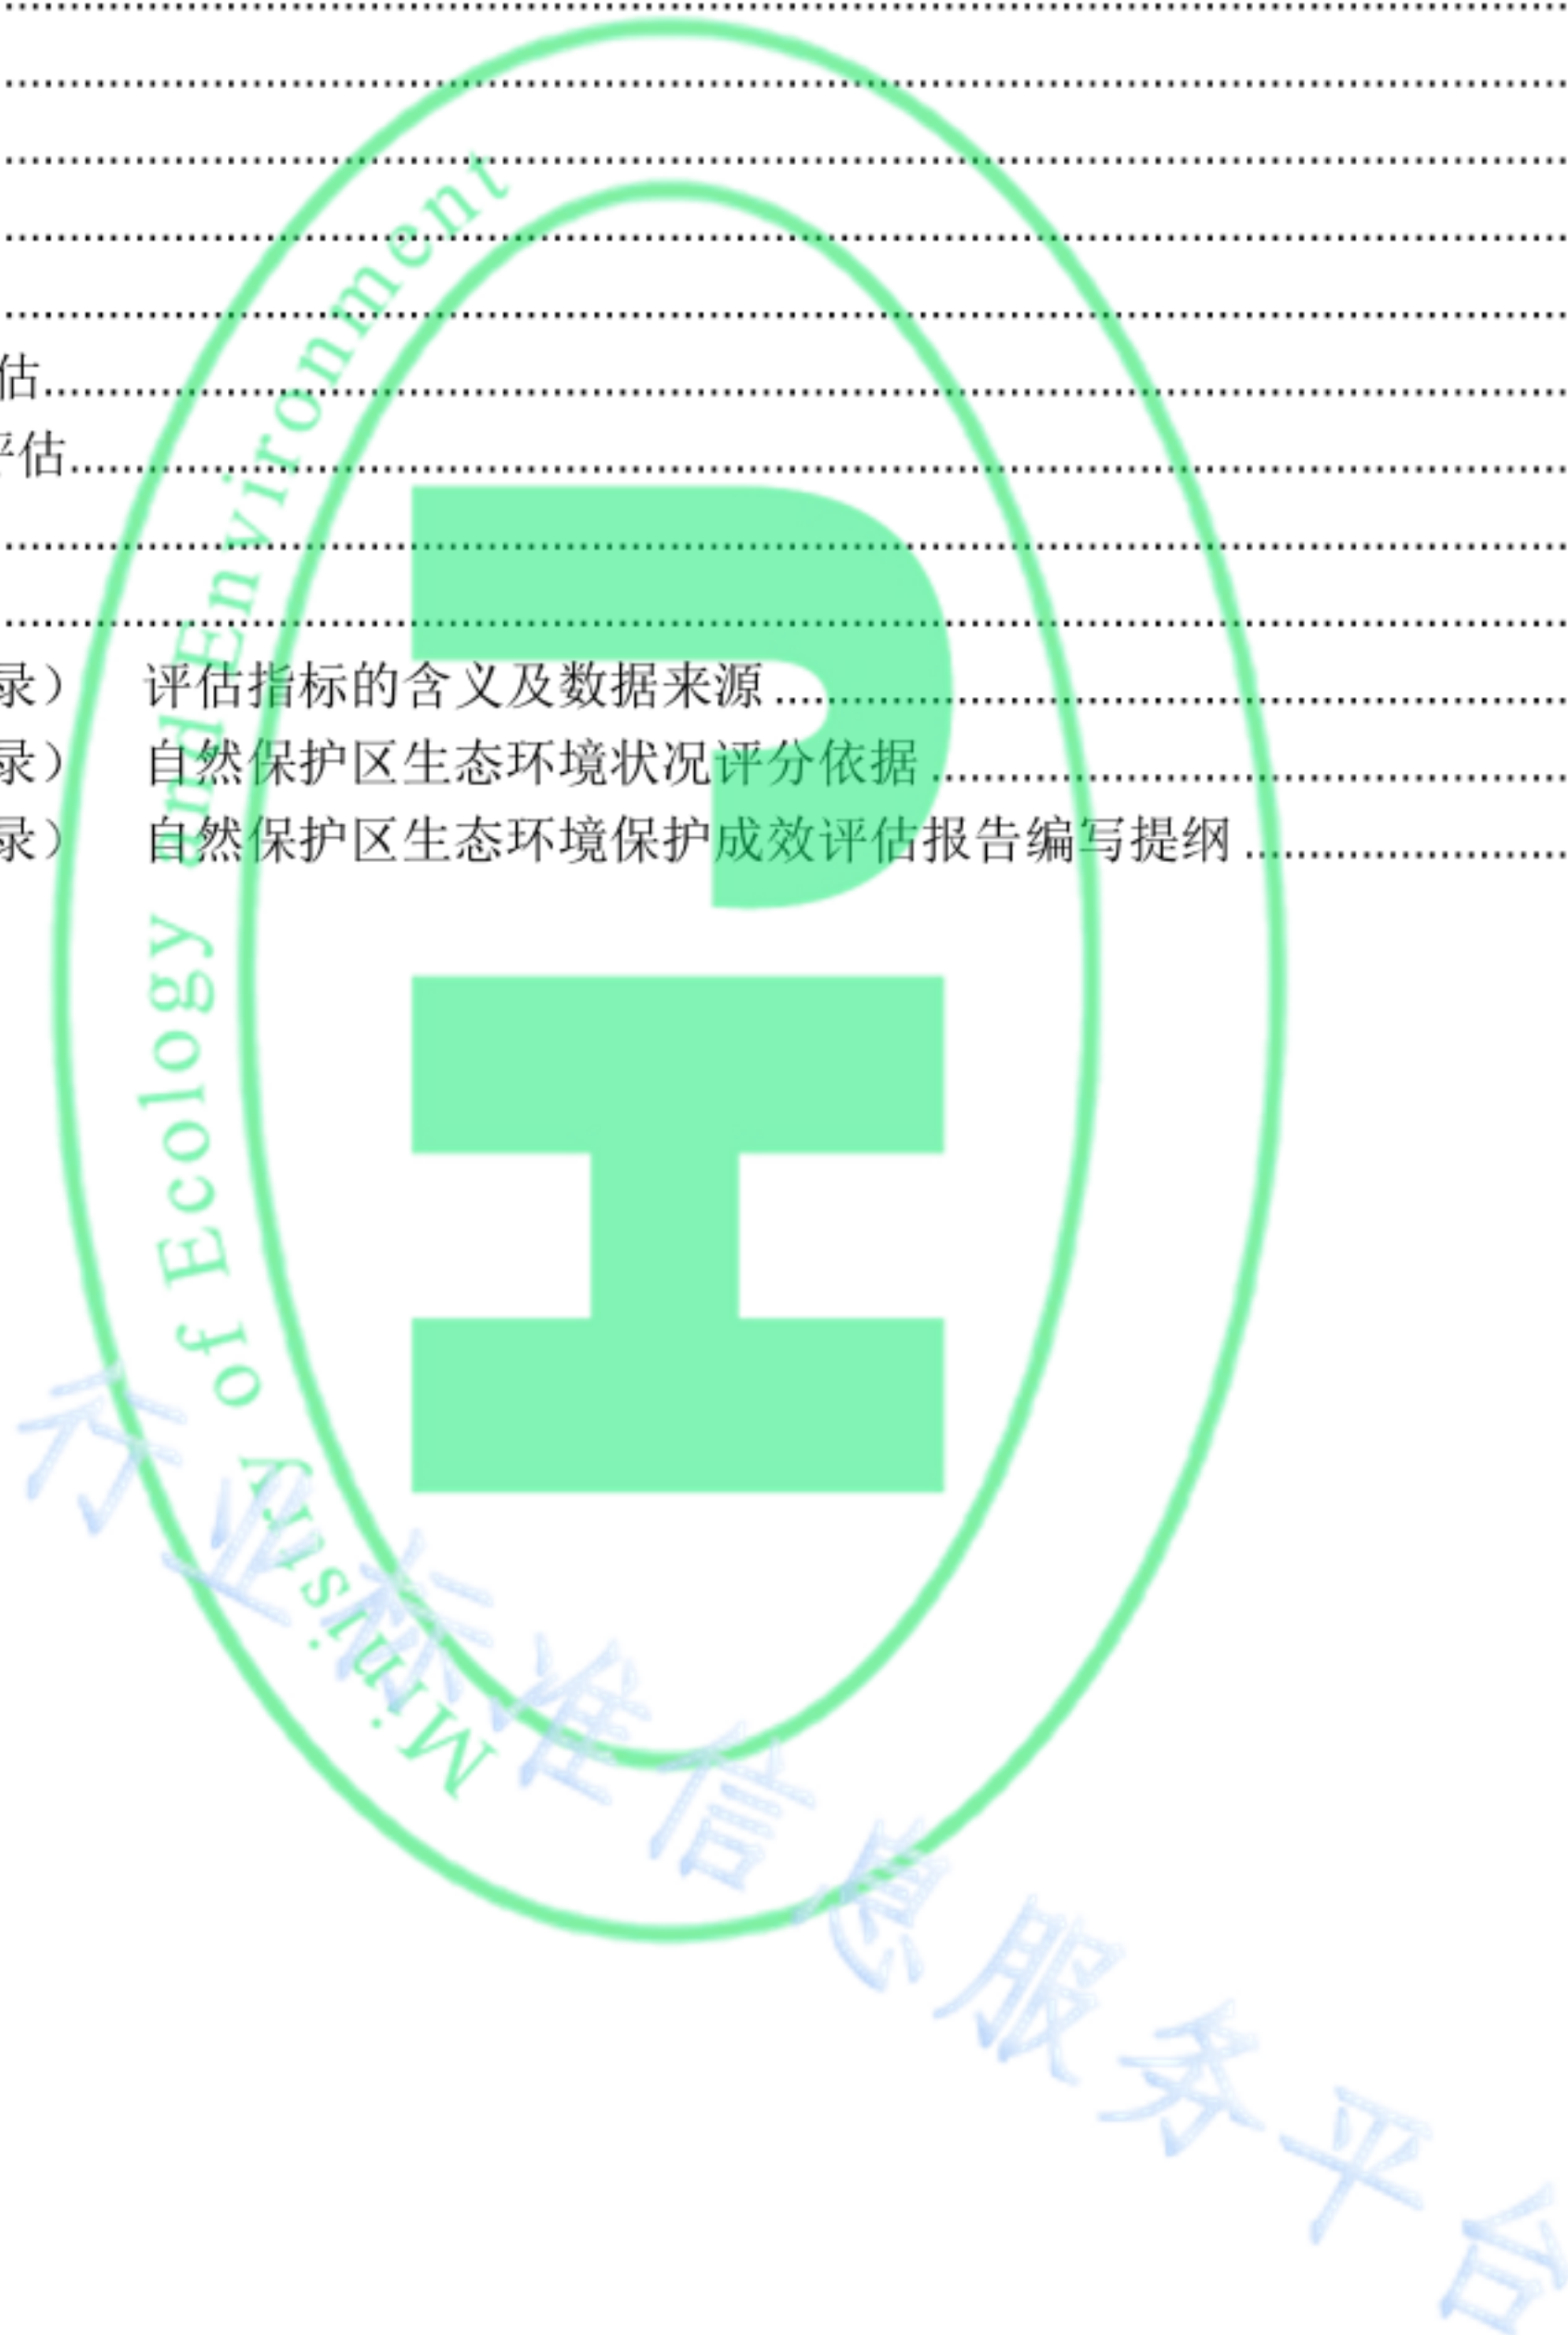 估
评估
录） 评估指标的含义及数据来源
录） 自然保护区生态环境状况评分依据
录） 自然保护区生态环境保护成效评估报告编写提纲
Ministry of Ecology and Environment
HJ
行业标准信息服务平台